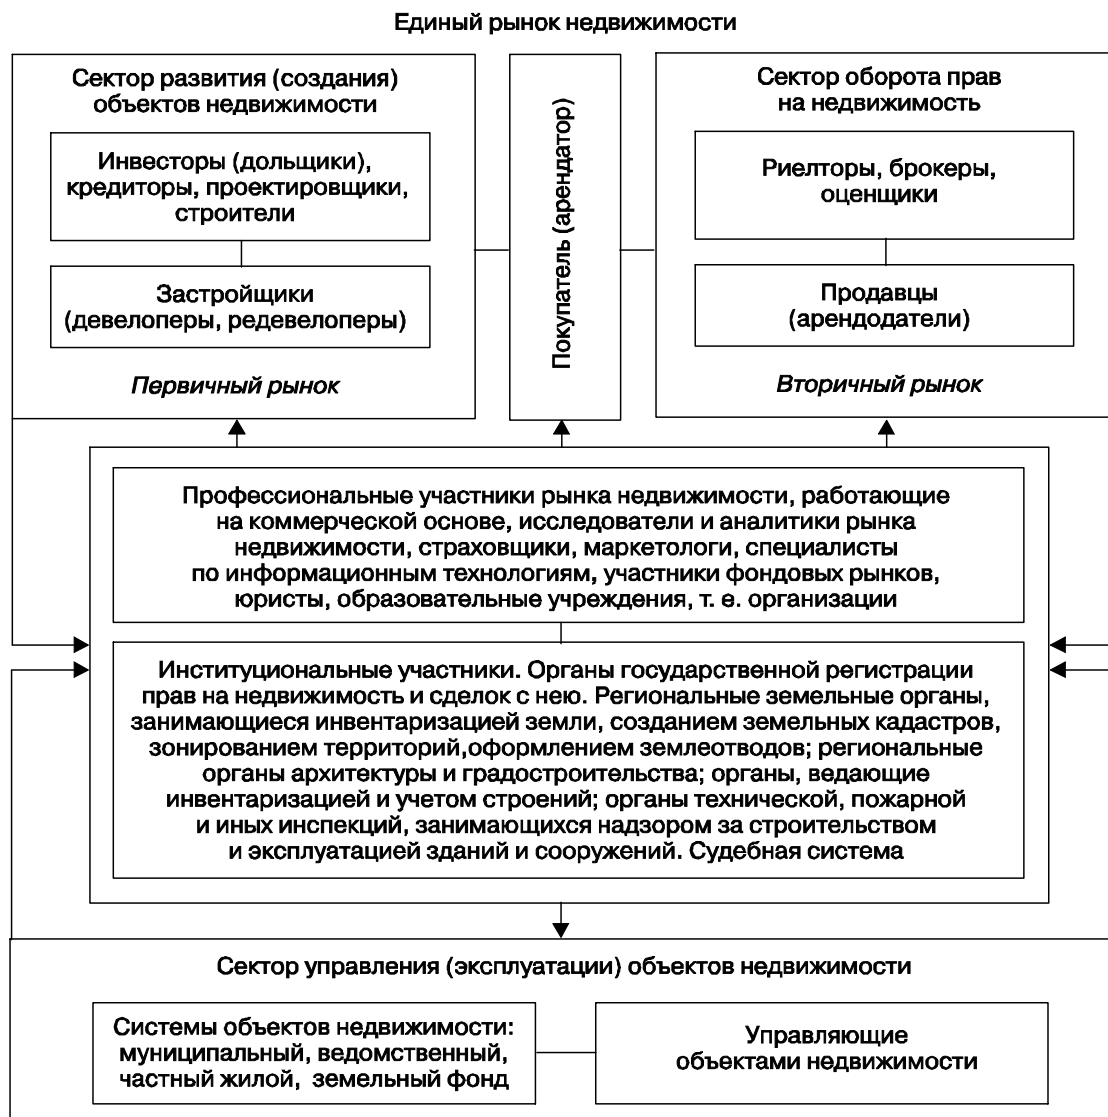 Единый рынок недвижимости
Сектор развития (создания)
объектов недвижимости
Инвесторы (дольщики),
кредиторы, проектировщики,
строители
Застройщики
(девелоперы, редевелоперы)
Первичный рынок
Покупатель (арендатор)
Сектор оборота прав
на недвижимость
Риелторы, брокеры,
оценщики
Продавцы
(арендодатели)
Вторичный рынок
Профессиональные участники рынка недвижимости, работающие
на коммерческой основе, исследователи и аналитики рынка
недвижимости, страховщики, маркетологи, специалисты
по информационным технологиям, участники фондовых рынков,
юристы, образовательные учреждения, т. е. организации
Институциональные участники. Органы государственной регистрации
прав на недвижимость и сделок с нею. Региональные земельные органы,
занимающиеся инвентаризацией земли, созданием земельных кадастров,
зонированием территорий,оформлением землеотводов; региональные
органы архитектуры и градостроительства; органы, ведающие
инвентаризацией и учетом строений; органы технической, пожарной
и иных инспекций, занимающихся надзором за строительством
и эксплуатацией зданий и сооружений. Судебная система
Сектор управления (эксплуатации) объектов недвижимости
Системы объектов недвижимости:
муниципальный, ведомственный,
частный жилой, земельный фонд
Управляющие
объектами недвижимости